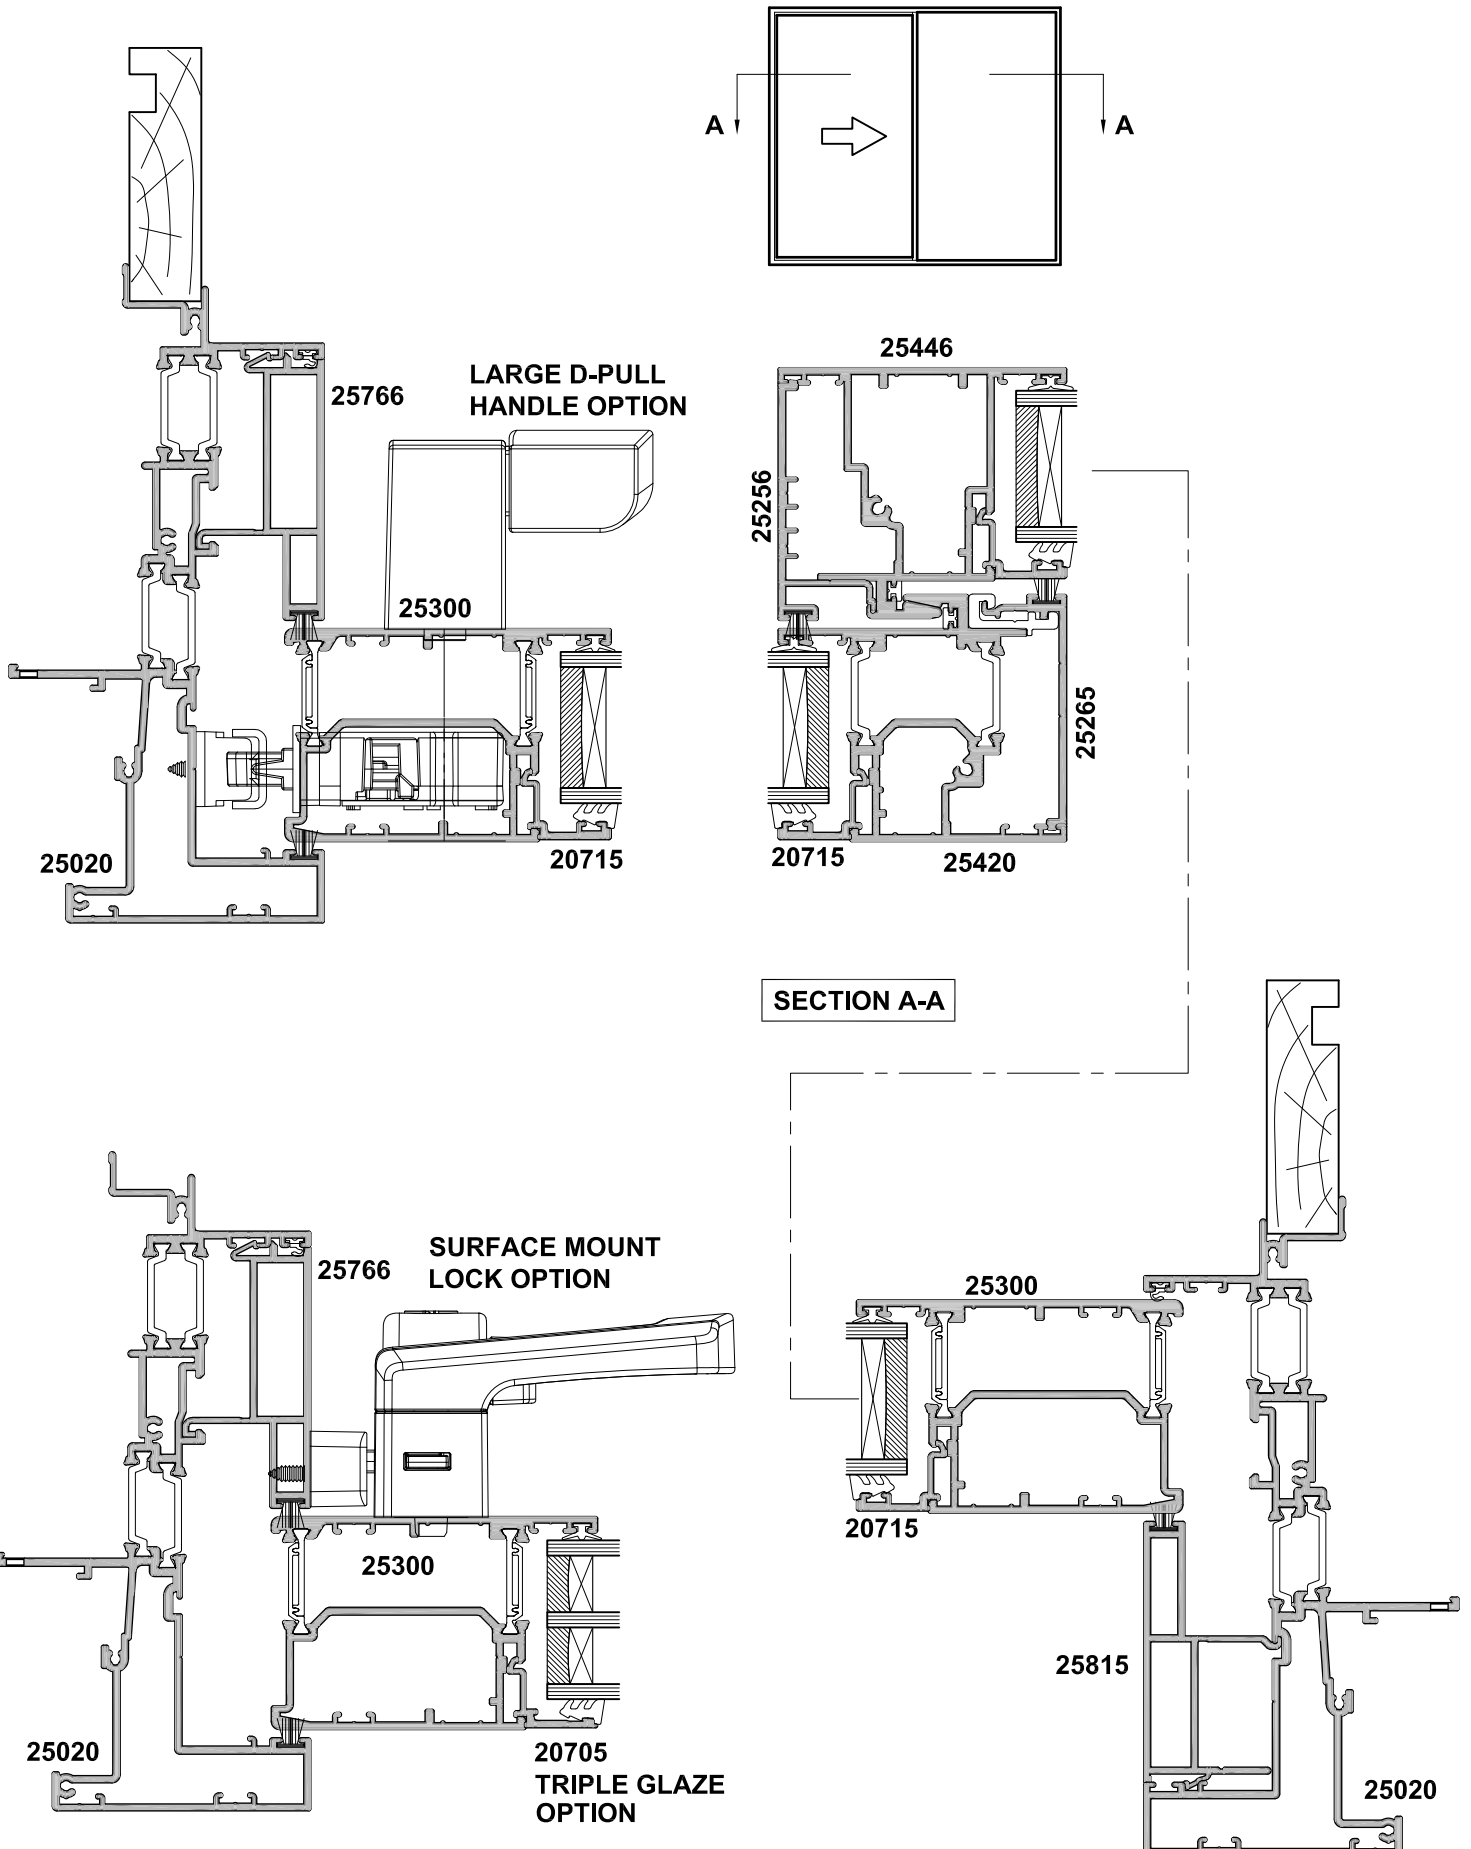 A
A
25446
25766
LARGE D-PULL
HANDLE OPTION
25256
25300
25265
25020
20715
20715
25420
SECTION A-A
25766
SURFACE MOUNT
LOCK OPTION
25300
25300
20715
25815
25020
20705
TRIPLE GLAZE
OPTION
25020